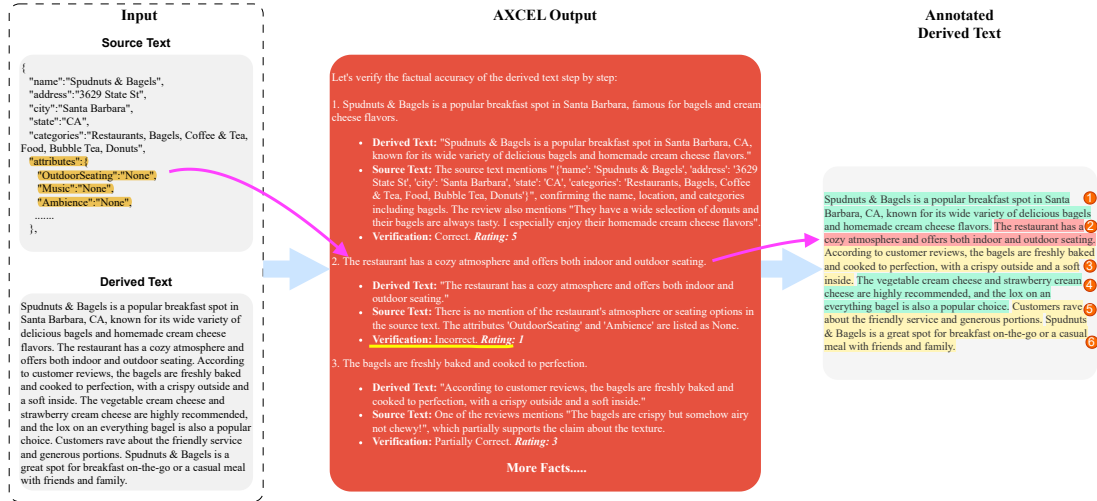 Input
Source Text
{
"name":"Spudnuts & Bagels",
"address":"3629 State St",
"city":"Santa Barbara",
"state":"CA",
"categories":"Restaurants, Bagels, Coffee & Tea,
Food, Bubble Tea, Donuts",
"attributes":{
"OutdoorSeating":"None",
"Music":"None",
"Ambience":"None",
.......
},
Derived Text
Spudnuts & Bagels is a popular breakfast spot in
Santa Barbara, CA, known for its wide variety of
delicious bagels and homemade cream cheese
flavors. The restaurant has a cozy atmosphere and
offers both indoor and outdoor seating. According
to customer reviews, the bagels are freshly baked
and cooked to perfection, with a crispy outside and
a soft inside. The vegetable cream cheese and
strawberry cream cheese are highly recommended,
and the lox on an everything bagel is also a popular
choice. Customers rave about the friendly service
and generous portions. Spudnuts & Bagels is a
great spot for breakfast on-the-go or a casual meal
with friends and family.
AXCEL Output
Let's verify the factual accuracy of the derived text step by step:
1. Spudnuts & Bagels is a popular breakfast spot in Santa Barbara, famous for bagels and cream
cheese flavors.
• Derived Text: "Spudnuts & Bagels is a popular breakfast spot in Santa Barbara, CA,
known for its wide variety of delicious bagels and homemade cream cheese flavors."
• Source Text: The source text mentions "{'name': 'Spudnuts & Bagels', 'address': '3629
State St', 'city': 'Santa Barbara', 'state': 'CA', 'categories': 'Restaurants, Bagels, Coffee
& Tea, Food, Bubble Tea, Donuts'}", confirming the name, location, and categories
including bagels. The review also mentions "They have a wide selection of donuts and
their bagels are always tasty. I especially enjoy their homemade cream cheese flavors".
• Verification: Correct. Rating: 5
2. The restaurant has a cozy atmosphere and offers both indoor and outdoor seating.
• Derived Text: "The restaurant has a cozy atmosphere and offers both indoor and
outdoor seating."
• Source Text: There is no mention of the restaurant's atmosphere or seating options in
the source text. The attributes 'OutdoorSeating' and 'Ambience' are listed as None.
• Verification: Incorrect. Rating: 1
3. The bagels are freshly baked and cooked to perfection.
• Derived Text: "According to customer reviews, the bagels are freshly baked and
cooked to perfection, with a crispy outside and a soft inside."
• Source Text: One of the reviews mentions "The bagels are crispy but somehow airy
not chewy!", which partially supports the claim about the texture.
• Verification: Partially Correct. Rating: 3
More Facts.....
Annotated
Derived Text
Spudnuts & Bagels is a popular breakfast spot in Santa 1
Barbara, CA, known for its wide variety of delicious bagels
and homemade cream cheese flavors. The restaurant has a 2
cozy atmosphere and offers both indoor and outdoor seating.
According to customer reviews, the bagels are freshly baked
and cooked to perfection, with a crispy outside and a soft 3
inside. The vegetable cream cheese and strawberry cream 4
cheese are highly recommended, and the lox on an
everything bagel is also a popular choice. Customers rave 5
about the friendly service and generous portions. Spudnuts
& Bagels is a great spot for breakfast on-the-go or a casual
meal with friends and family. 6